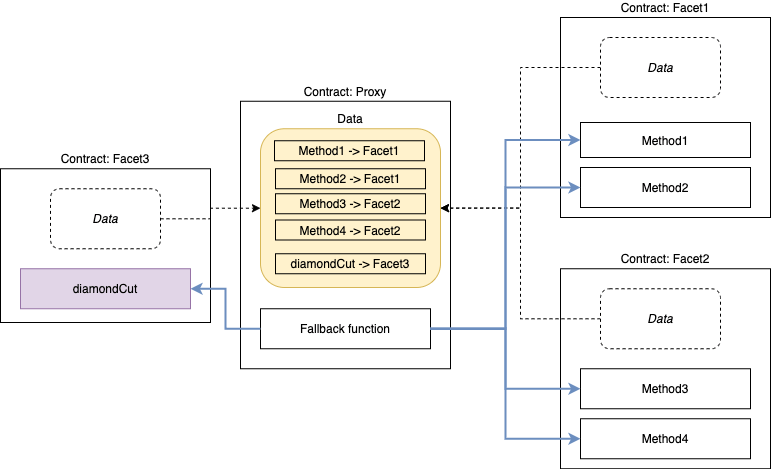 Contract: Facet3
Data
diamondCut
Contract: Proxy
Data
Method1 -> Facet1
Method2 -> Facet1
Method3 -> Facet2
Method4 -> Facet2
diamondCut -> Facet3
Fallback function
Contract: Facet1
Data
Method1
Method2
Contract: Facet2
Data
Method3
Method4